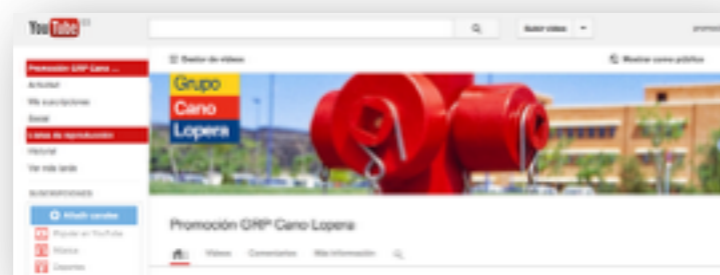 YouTube ES
Subir vídeo
Gestor de vídeos
Mostrar como público
Promoción GRP Cano ...
Actividad
Mis suscripciones
Social
Listas de reproducción
Historial
Ver más tarde
SUSCRIPCIONES
Añadir canales
Popular en YouTube
Música
Deportes
Grupo
Cano
Lopera
Promoción GRP Cano Lopera
Vídeos
Comentarios
Más información